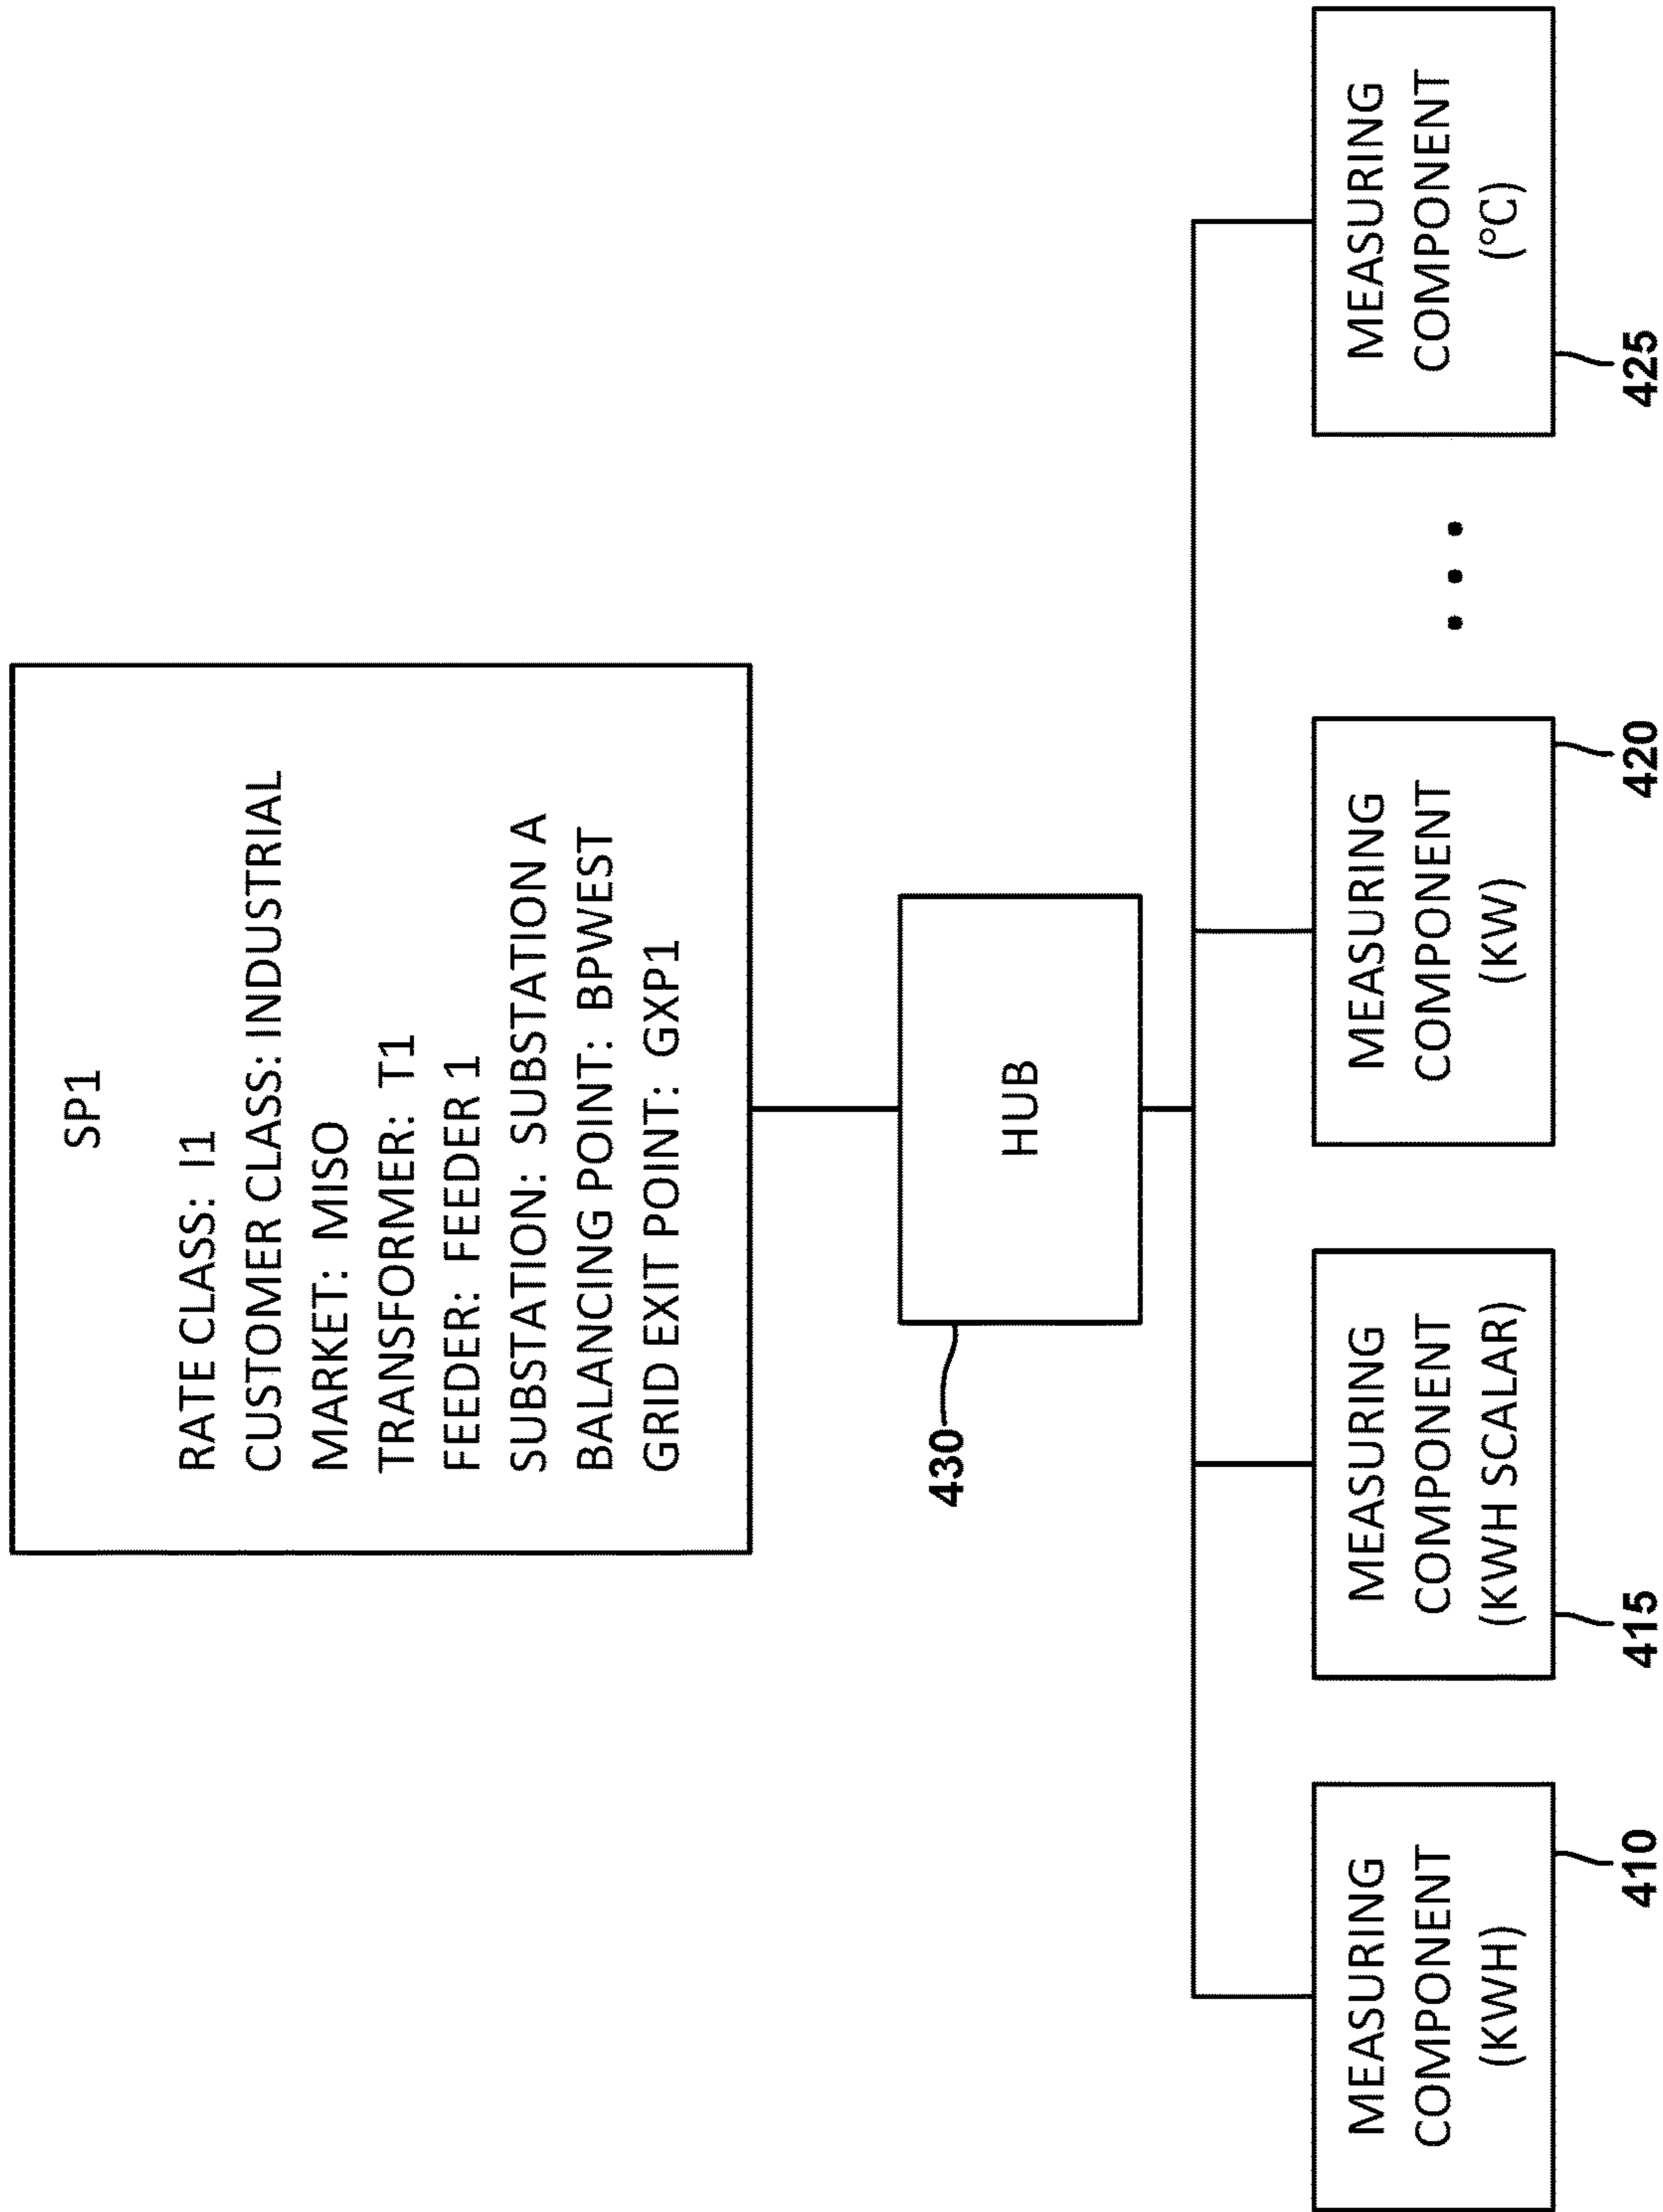 SP1
RATE CLASS: I1
CUSTOMER CLASS: INDUSTRIAL
MARKET: MISO
TRANSFORMER: T1
FEEDER: FEEDER 1
SUBSTATION: SUBSTATION A
BALANCING POINT: BPWEST
GRID EXIT POINT: GXP1
HUB
430
MEASURING
COMPONENT
(KWH)
410
MEASURING
COMPONENT
(KWH SCALAR)
415
MEASURING
COMPONENT
(KW)
420
• • •
MEASURING
COMPONENT
(°C)
425